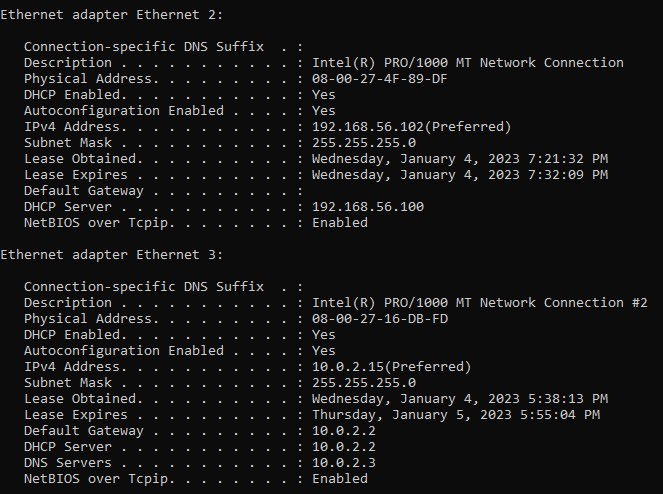 Ethernet adapter Ethernet 2:
Connection-specific DNS Suffix  . :
Description . . . . . . . . . . . : Intel(R) PRO/1000 MT Network Connection
Physical Address. . . . . . . . . : 08-00-27-4F-89-DF
DHCP Enabled. . . . . . . . . . . : Yes
Autoconfiguration Enabled . . . . : Yes
IPv4 Address. . . . . . . . . . . : 192.168.56.102(Preferred)
Subnet Mask . . . . . . . . . . . : 255.255.255.0
Lease Obtained. . . . . . . . . . : Wednesday, January 4, 2023 7:21:32 PM
Lease Expires . . . . . . . . . . : Wednesday, January 4, 2023 7:32:09 PM
Default Gateway . . . . . . . . . :
DHCP Server . . . . . . . . . . . : 192.168.56.100
NetBIOS over Tcpip. . . . . . . . : Enabled
Ethernet adapter Ethernet 3:
Connection-specific DNS Suffix  . :
Description . . . . . . . . . . . : Intel(R) PRO/1000 MT Network Connection #2
Physical Address. . . . . . . . . : 08-00-27-16-DB-FD
DHCP Enabled. . . . . . . . . . . : Yes
Autoconfiguration Enabled . . . . : Yes
IPv4 Address. . . . . . . . . . . : 10.0.2.15(Preferred)
Subnet Mask . . . . . . . . . . . : 255.255.255.0
Lease Obtained. . . . . . . . . . : Wednesday, January 4, 2023 5:38:13 PM
Lease Expires . . . . . . . . . . : Thursday, January 5, 2023 5:55:04 PM
Default Gateway . . . . . . . . . : 10.0.2.2
DHCP Server . . . . . . . . . . . : 10.0.2.2
DNS Servers . . . . . . . . . . . : 10.0.2.3
NetBIOS over Tcpip. . . . . . . . : Enabled